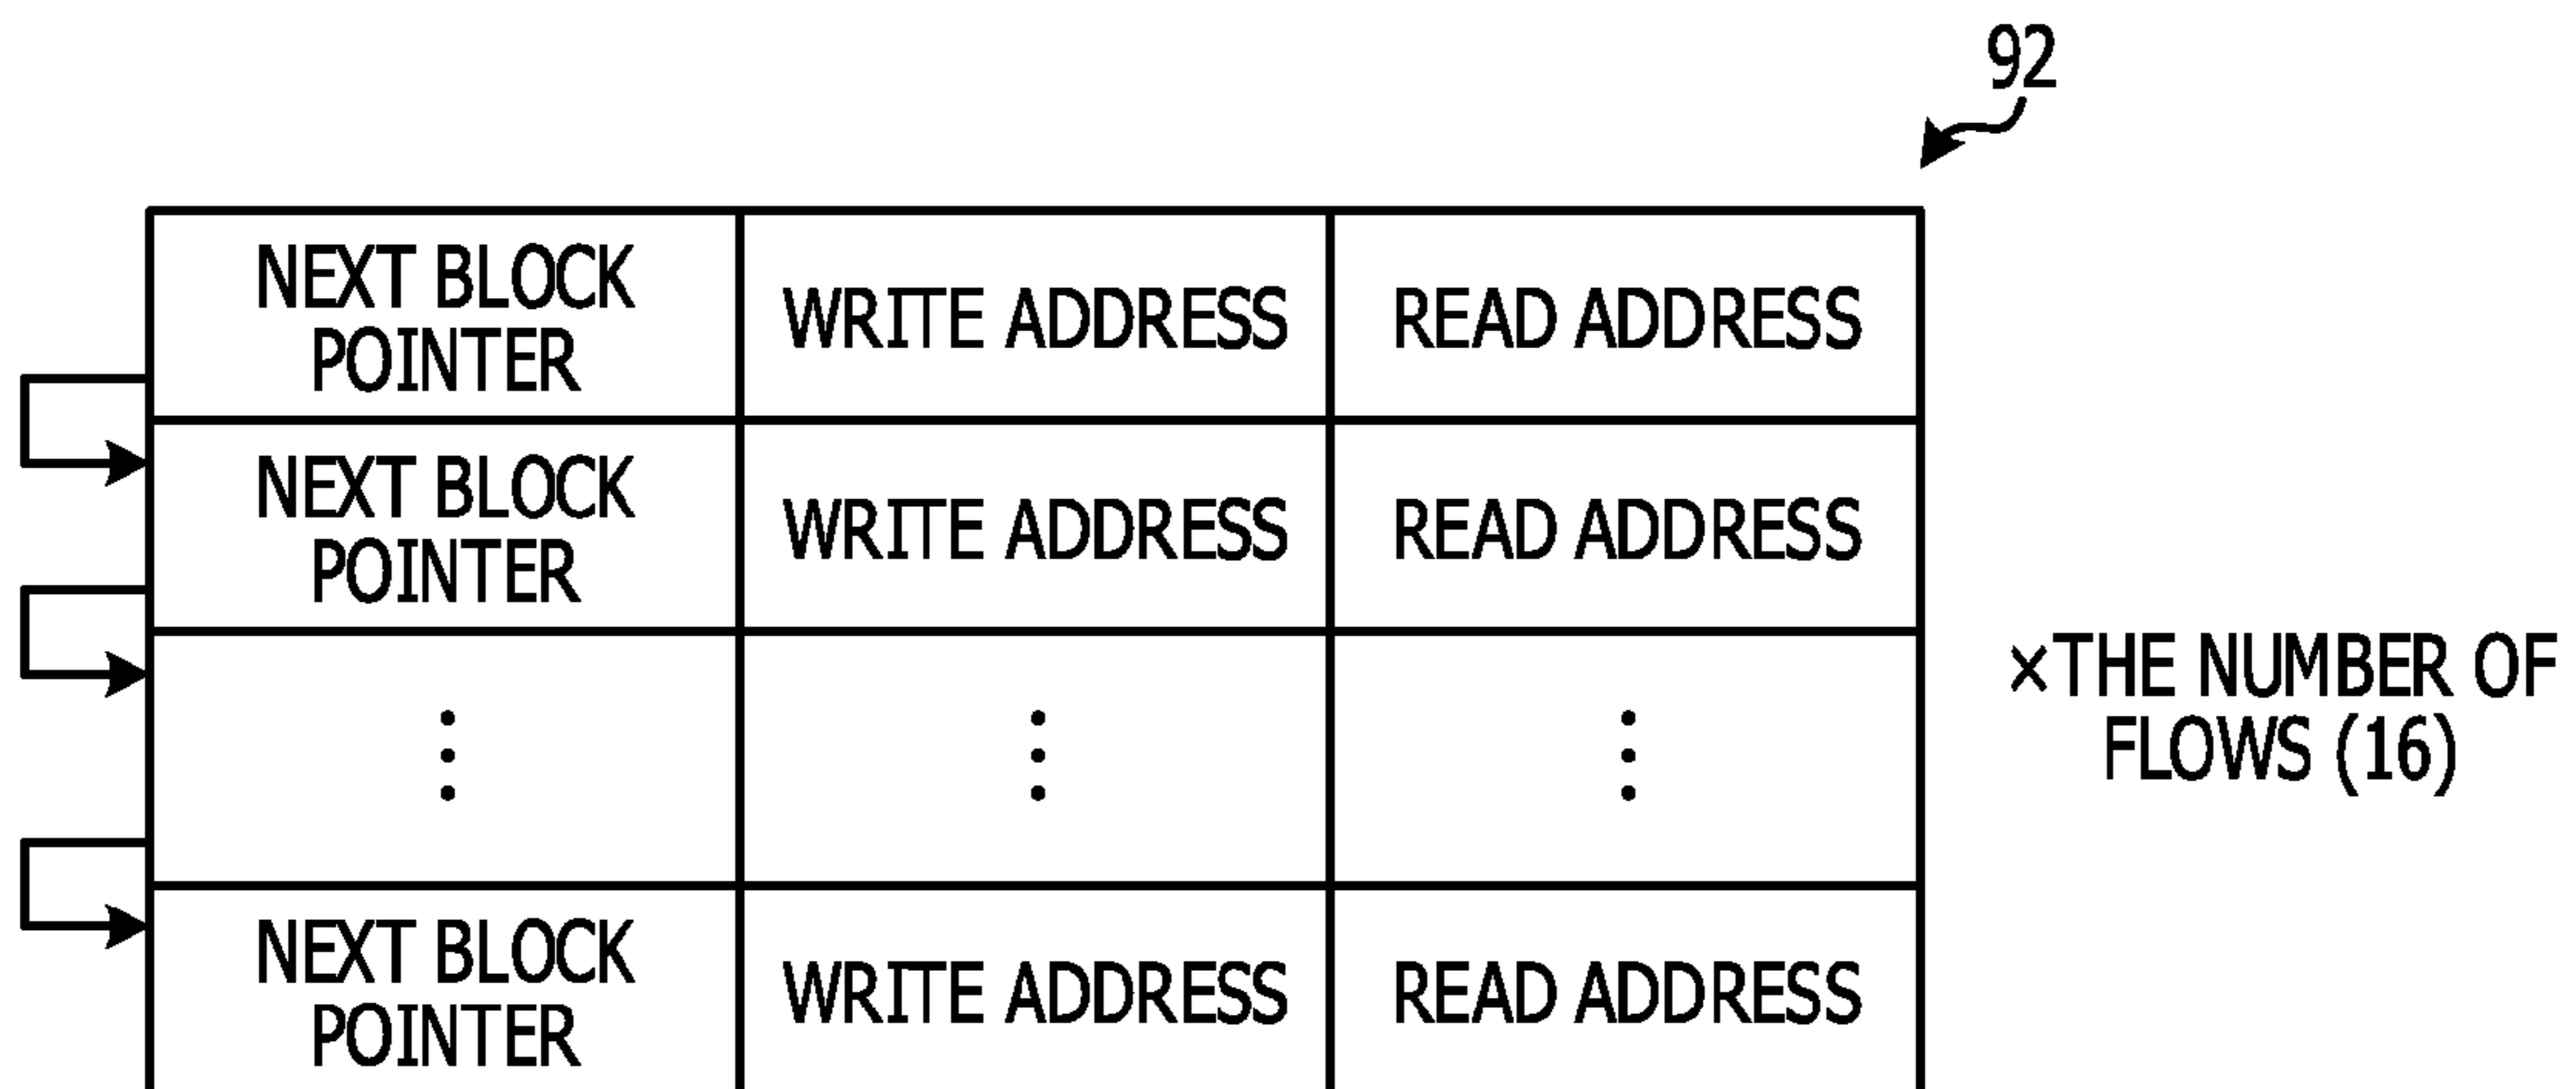 92
NEXT BLOCK
POINTER
WRITE ADDRESS
READ ADDRESS
NEXT BLOCK
POINTER
WRITE ADDRESS
READ ADDRESS
×THE NUMBER OF
FLOWS (16)
NEXT BLOCK
POINTER
WRITE ADDRESS
READ ADDRESS